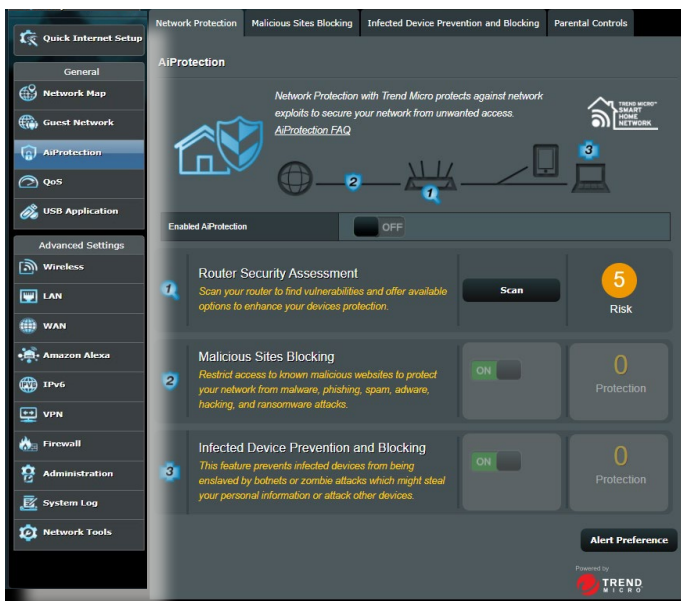 Quick Internet Setup
General
Network Map
Guest Network
AiProtection
QoS
USB Application
Advanced Settings
Wireless
LAN
WAN
Amazon Alexa
IPv6
VPN
Firewall
Administration
System Log
Network Tools
Network Protection
Malicious Sites Blocking
Infected Device Prevention and Blocking
Parental Controls
AiProtection
Network Protection with Trend Micro protects against network
exploits to secure your network from unwanted access.
AiProtection FAQ
TREND MICRO™
SMART
HOME
NETWORK
2
1
3
Enabled AiProtection
OFF
1
Router Security Assessment
Scan your router to find vulnerabilities and offer available
options to enhance your devices protection.
Scan
5
Risk
2
Malicious Sites Blocking
Restrict access to known malicious websites to protect
your network from malware, phishing, spam, adware,
hacking, and ransomware attacks.
ON
0
Protection
3
Infected Device Prevention and Blocking
This feature prevents infected devices from being
enslaved by botnets or zombie attacks which might steal
your personal information or attack other devices.
ON
0
Protection
Alert Preference
Powered by
TREND
MICRO